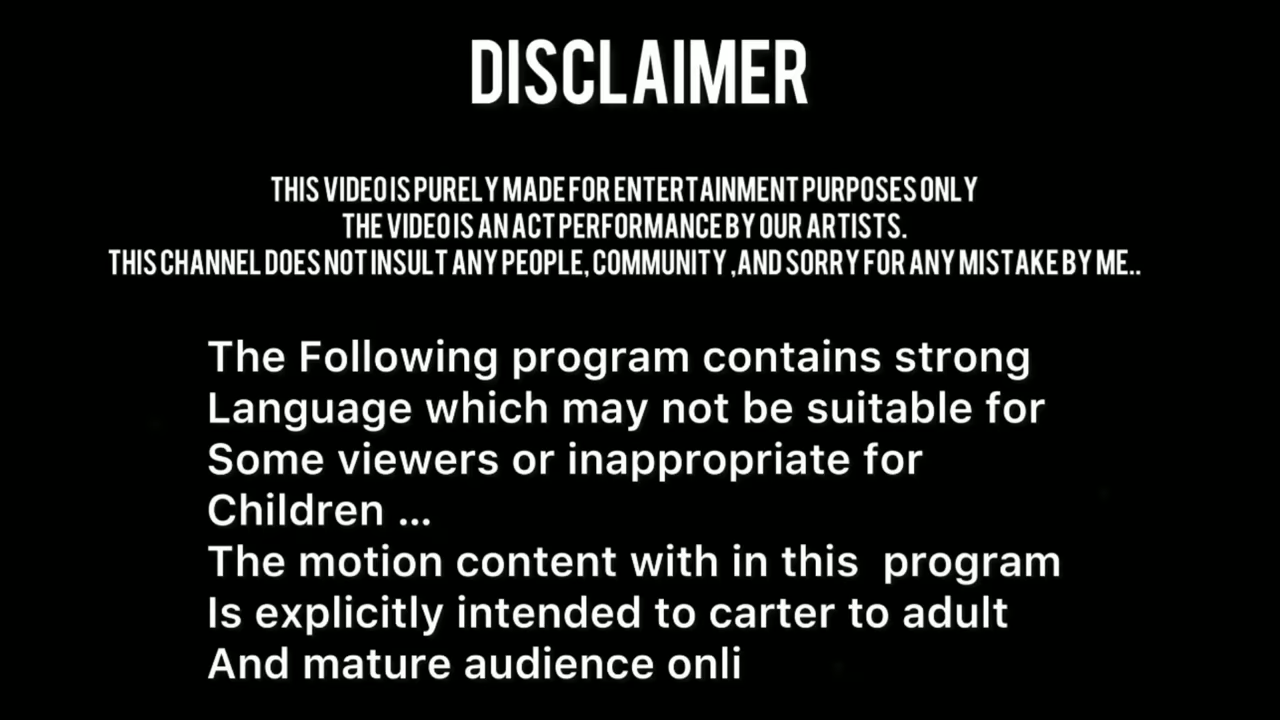 DISCLAIMER
THIS VIDEO IS PURELY MADE FOR ENTERTAINMENT PURPOSES ONLY
THE VIDEO IS AN ACT PERFORMANCE BY OUR ARTISTS.
THIS CHANNEL DOES NOT INSULT ANY PEOPLE, COMMUNITY ,AND SORRY FOR ANY MISTAKE BY ME..
The Following program contains strong
Language which may not be suitable for
Some viewers or inappropriate for
Children ...
The motion content with in this  program
Is explicitly intended to carter to adult
And mature audience onli